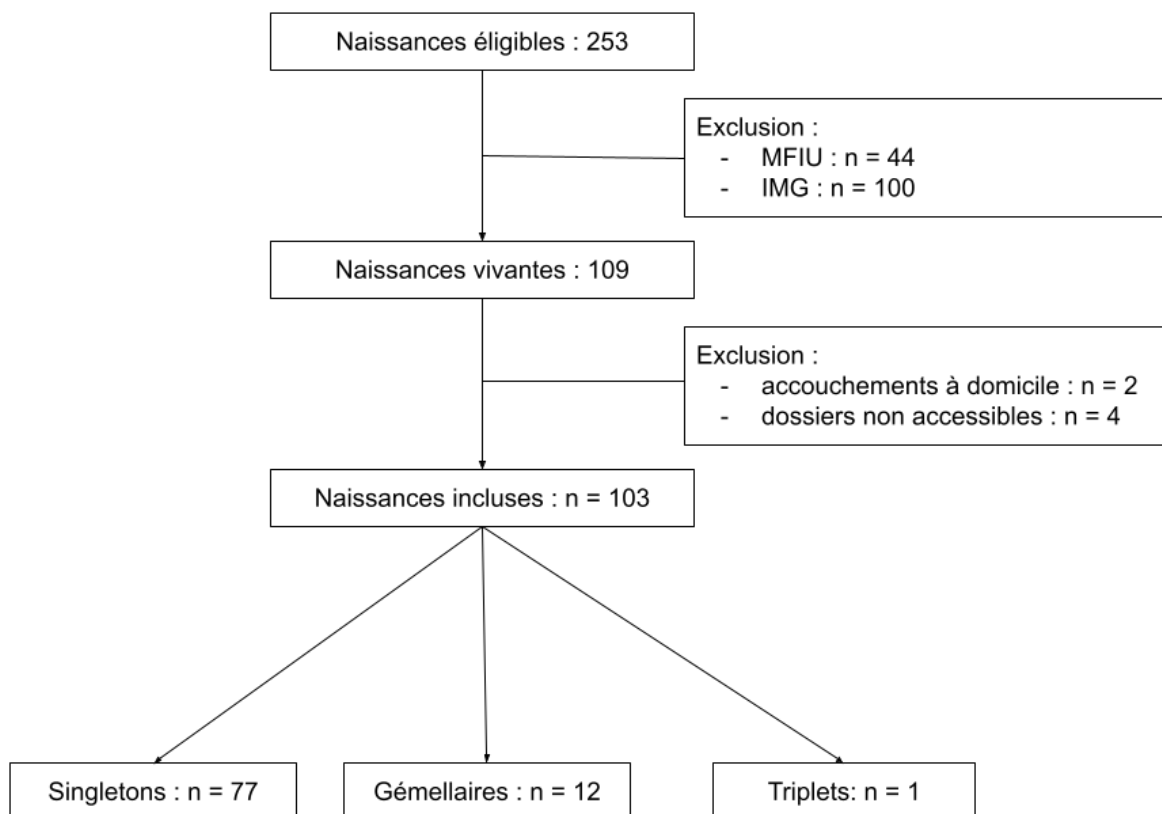 Naissances éligibles : 253
Exclusion :
- MFIU : n = 44
- IMG : n = 100
Naissances vivantes : 109
Exclusion :
- accouchements à domicile : n = 2
- dossiers non accessibles : n = 4
Naissances incluses : n = 103
Singletons : n = 77
Gémellaires : n = 12
Triplets: n = 1